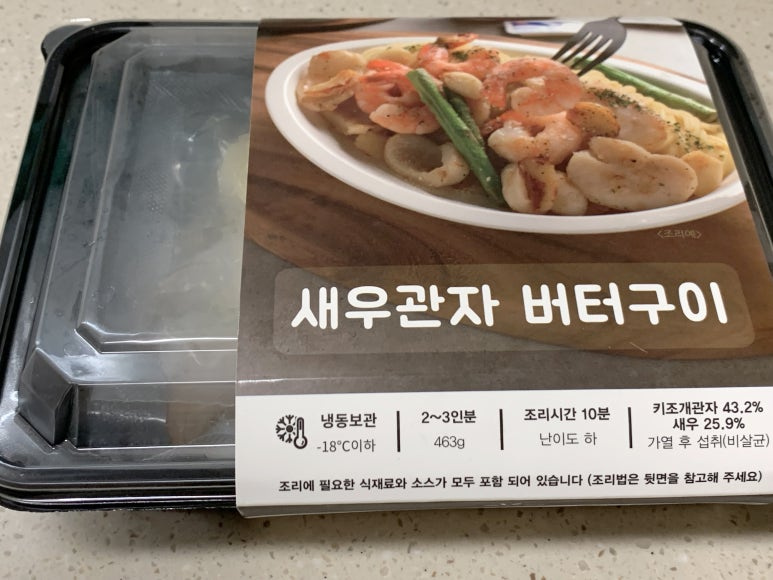 <조리예>
새우관자 버터구이
냉동보관
-18℃이하
2~3인분
463g
조리시간 10분
난이도 하
키조개관자 43.2%
새우 25.9%
가열 후 섭취(비살균)
조리에 필요한 식재료와 소스가 모두 포함 되어 있습니다 (조리법은 뒷면을 참고해 주세요)